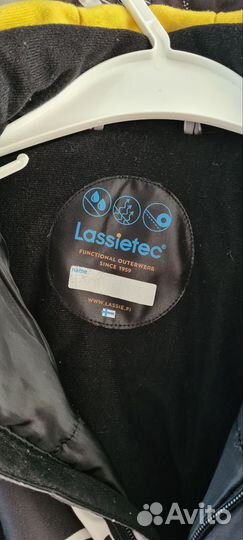 Lassietec®
FUNCTIONAL OUTERWEAR
SINCE 1959
name
WWW.LASSIE.FI
Avito